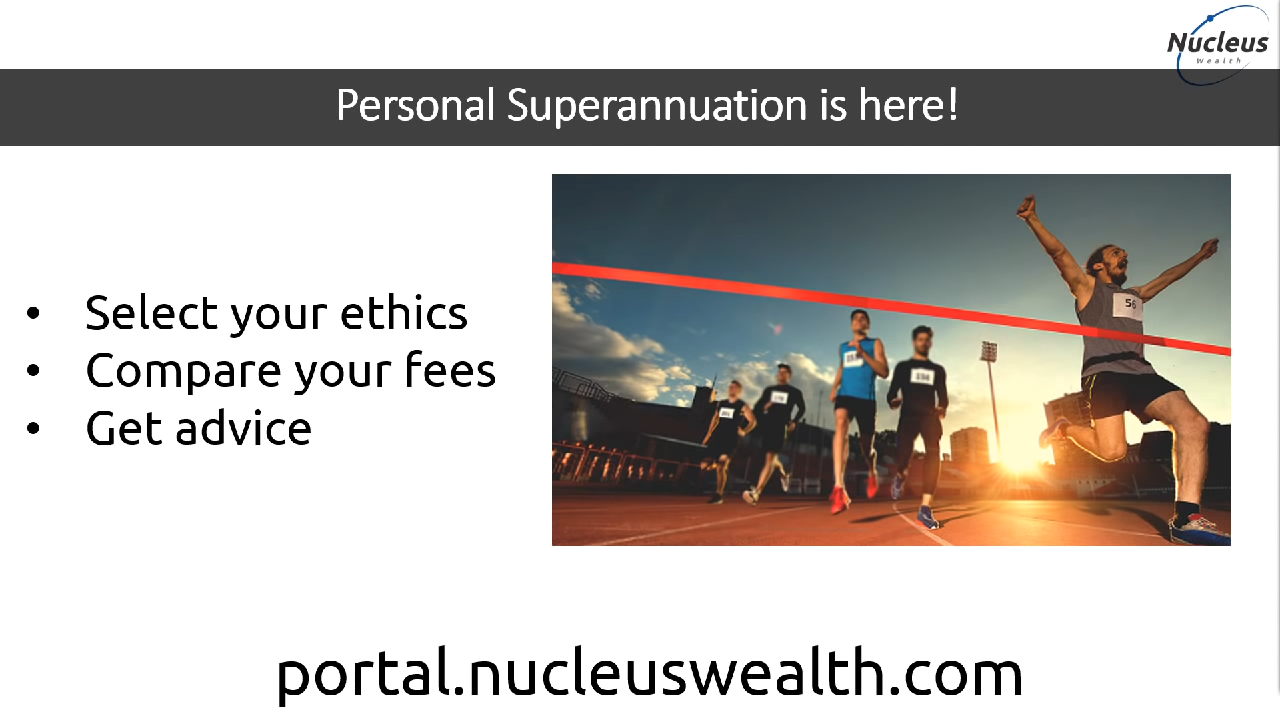 Nucleus
Wealth
Personal Superannuation is here!
• Select your ethics
• Compare your fees
• Get advice
56
portal.nucleuswealth.com